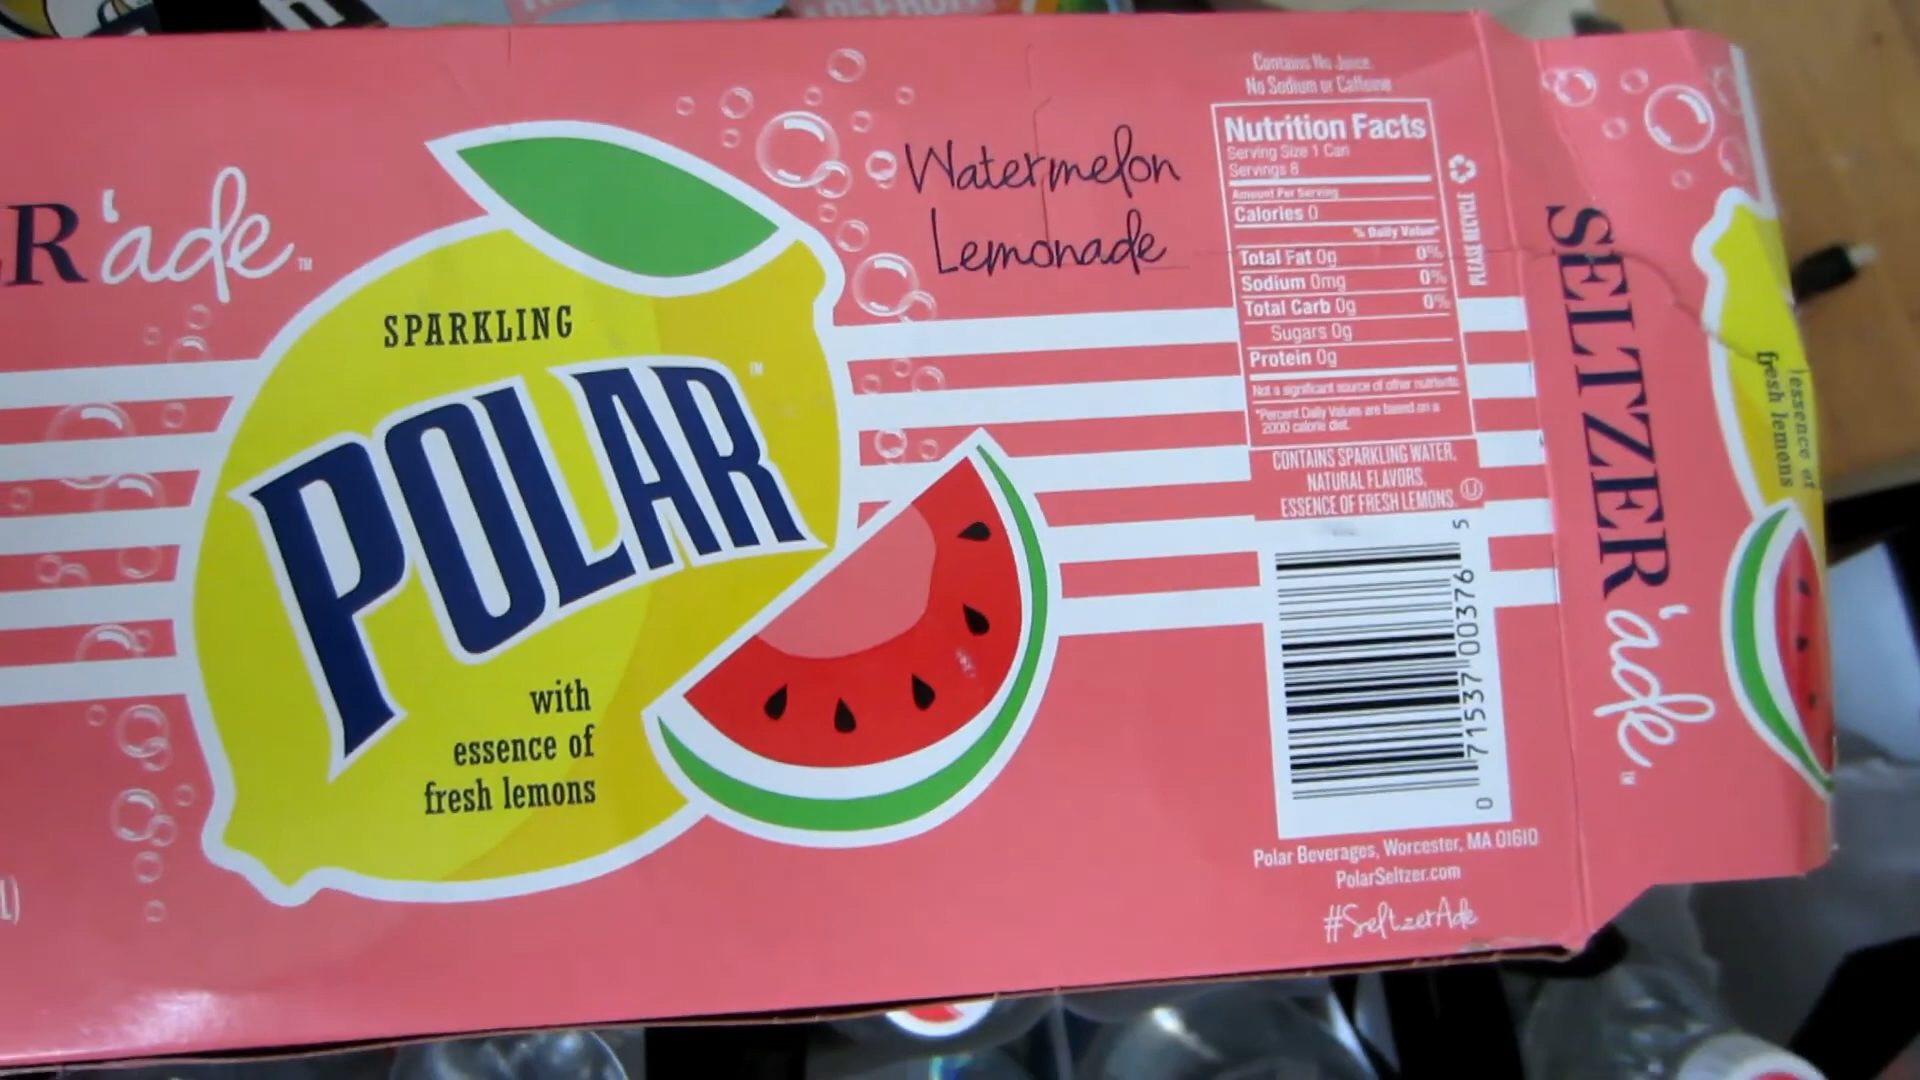 R'ade™
SPARKLING
POLAR™
with
essence of
fresh lemons
Watermelon
Lemonade
Contains No Juice
No Sodium or Caffeine
Nutrition Facts
Serving Size 1 Can
Servings 8
Amount Per Serving
Calories 0
% Daily Value*
Total Fat 0g 0%
Sodium 0mg 0%
Total Carb 0g 0%
Sugars 0g
Protein 0g
Not a significant source of other nutrients
*Percent Daily Values are based on a
2000 calorie diet.
PLEASE RECYCLE
CONTAINS SPARKLING WATER,
NATURAL FLAVORS,
ESSENCE OF FRESH LEMONS.
0 71537 00376 5
Polar Beverages, Worcester, MA 01610
PolarSeltzer.com
#SeltzerAde
SELTZER'ade™
essence of
fresh lemons